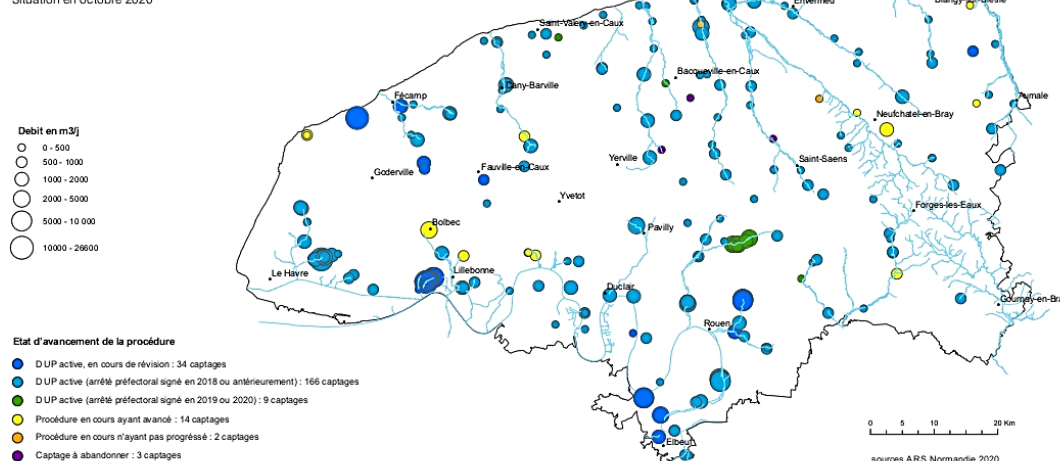 Situation en octobre 2020
Envermeu
Saint-Valery-en-Caux
Bacqueville-en-Caux
Cany-Barville
Fécamp
Aumale
Neufchatel-en-Bray
Debit en m3/j
0 - 500
500 - 1000
1000 - 2000
2000 - 5000
5000 - 10 000
10000 - 26600
Goderville
Fauville-en-Caux
Yerville
Saint-Saens
Yvetot
Forges-les-Eaux
Bolbec
Pavilly
Le Havre
Lillebonne
Duclair
Gournay-en-Bra
Rouen
Elbeuf
Etat d'avancement de la procédure
DUP active, en cours de révision : 34 captages
DUP active (arrêté préfectoral signé en 2018 ou antérieurement) : 166 captages
DUP active (arrêté préfectoral signé en 2019 ou 2020) : 9 captages
Procédure en cours ayant avancé : 14 captages
Procédure en cours n'ayant pas progréssé : 2 captages
Captage à abandonner : 3 captages
0 5 10 20 Km
sources ARS Normandie 2020